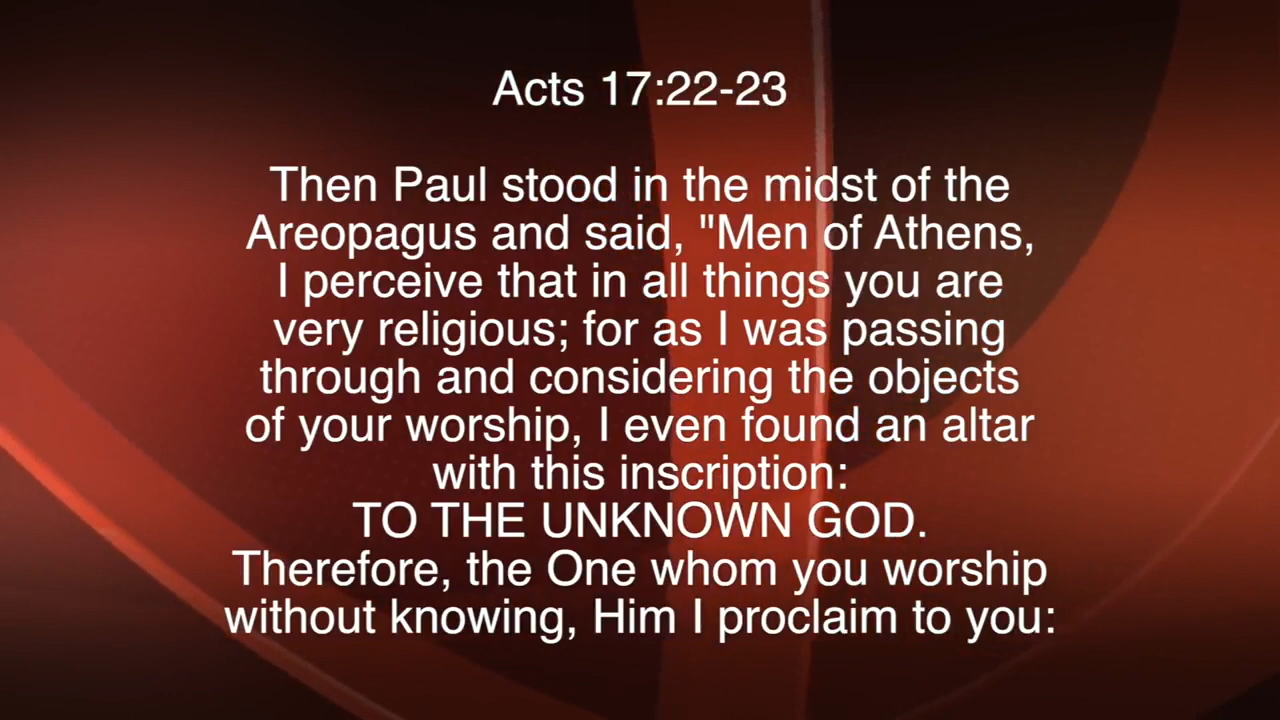 Acts 17:22-23
Then Paul stood in the midst of the
Areopagus and said, "Men of Athens,
I perceive that in all things you are
very religious; for as I was passing
through and considering the objects
of your worship, I even found an altar
with this inscription:
TO THE UNKNOWN GOD.
Therefore, the One whom you worship
without knowing, Him I proclaim to you: